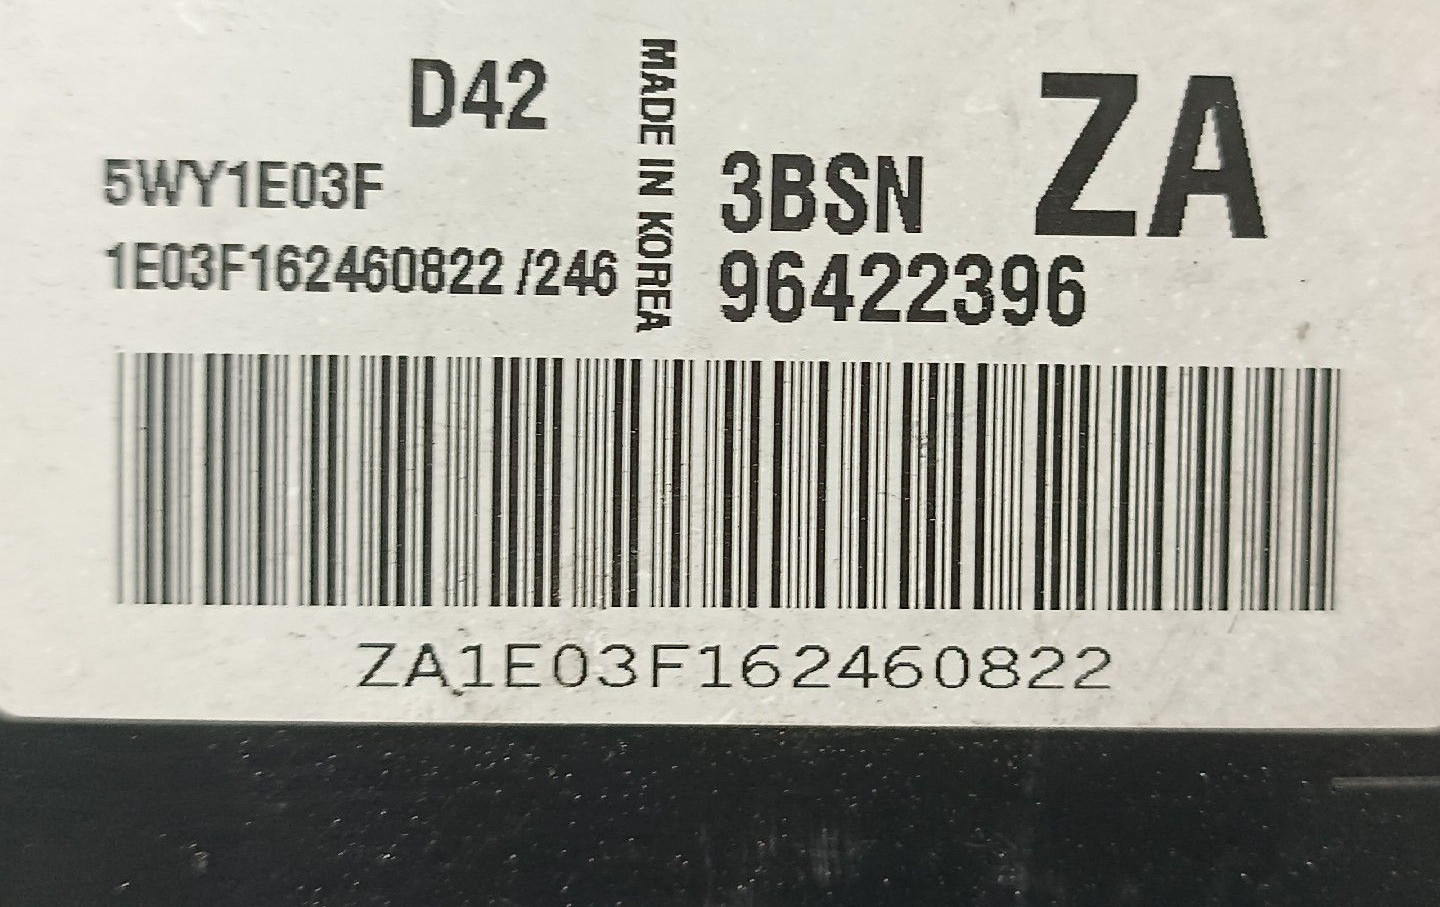 D42
5WY1E03F
1E03F162460822 /246
MADE IN KOREA
3BSN
ZA
96422396
ZA1E03F162460822